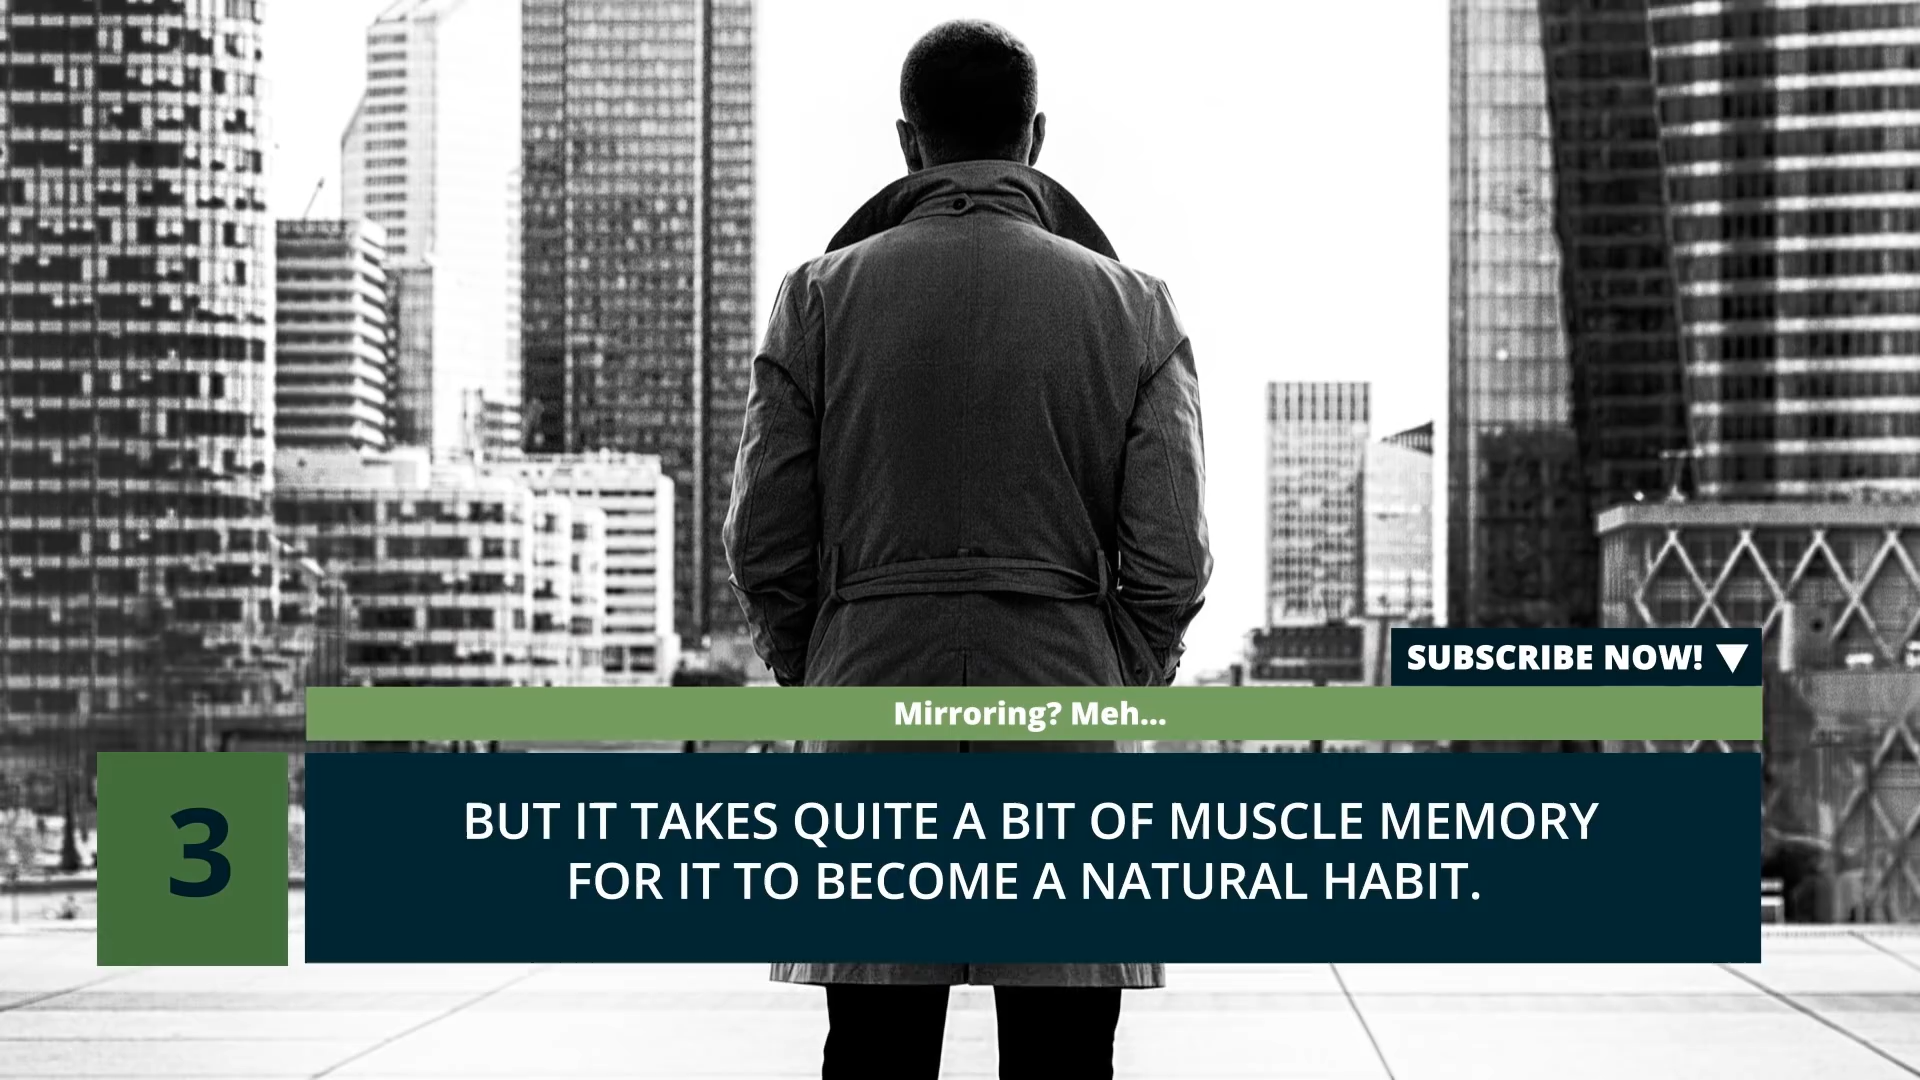 SUBSCRIBE NOW! ▼
Mirroring? Meh...
3
BUT IT TAKES QUITE A BIT OF MUSCLE MEMORY
FOR IT TO BECOME A NATURAL HABIT.